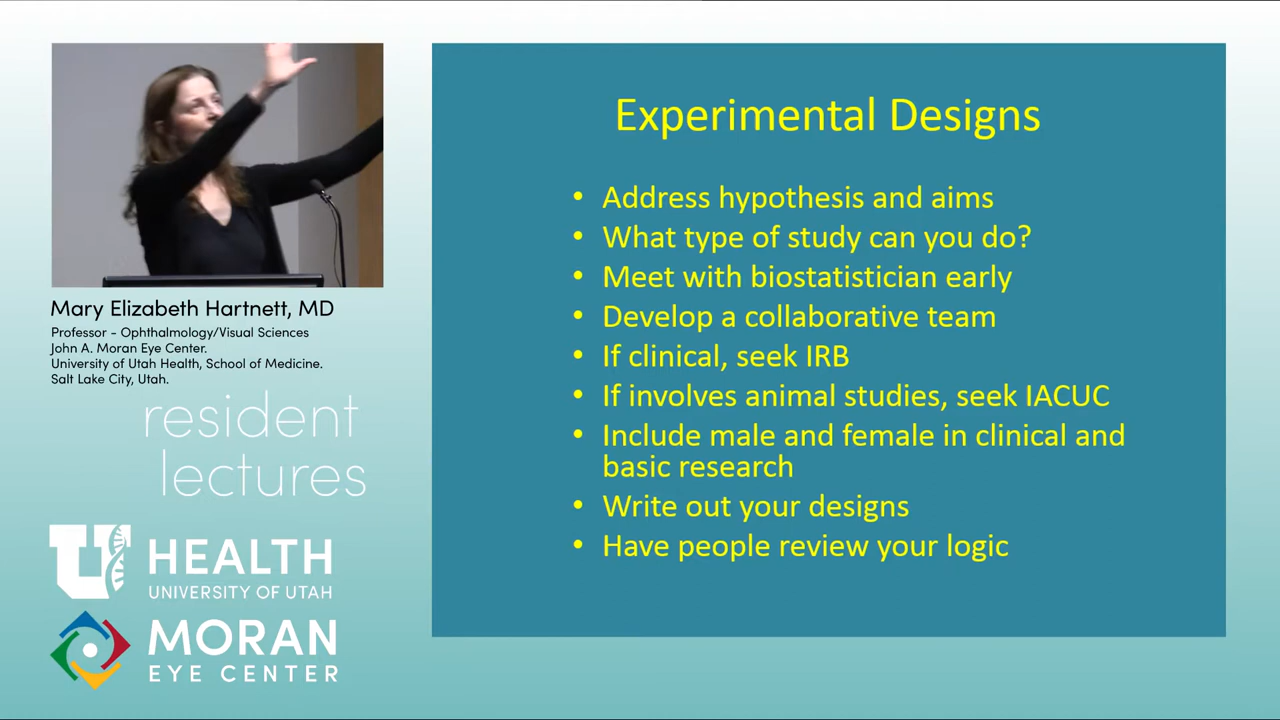 Mary Elizabeth Hartnett, MD
Professor - Ophthalmology/Visual Sciences
John A. Moran Eye Center.
University of Utah Health, School of Medicine.
Salt Lake City, Utah.
resident
lectures
U
HEALTH
UNIVERSITY OF UTAH
MORAN
EYE CENTER
Experimental Designs
• Address hypothesis and aims
• What type of study can you do?
• Meet with biostatistician early
• Develop a collaborative team
• If clinical, seek IRB
• If involves animal studies, seek IACUC
• Include male and female in clinical and
basic research
• Write out your designs
• Have people review your logic